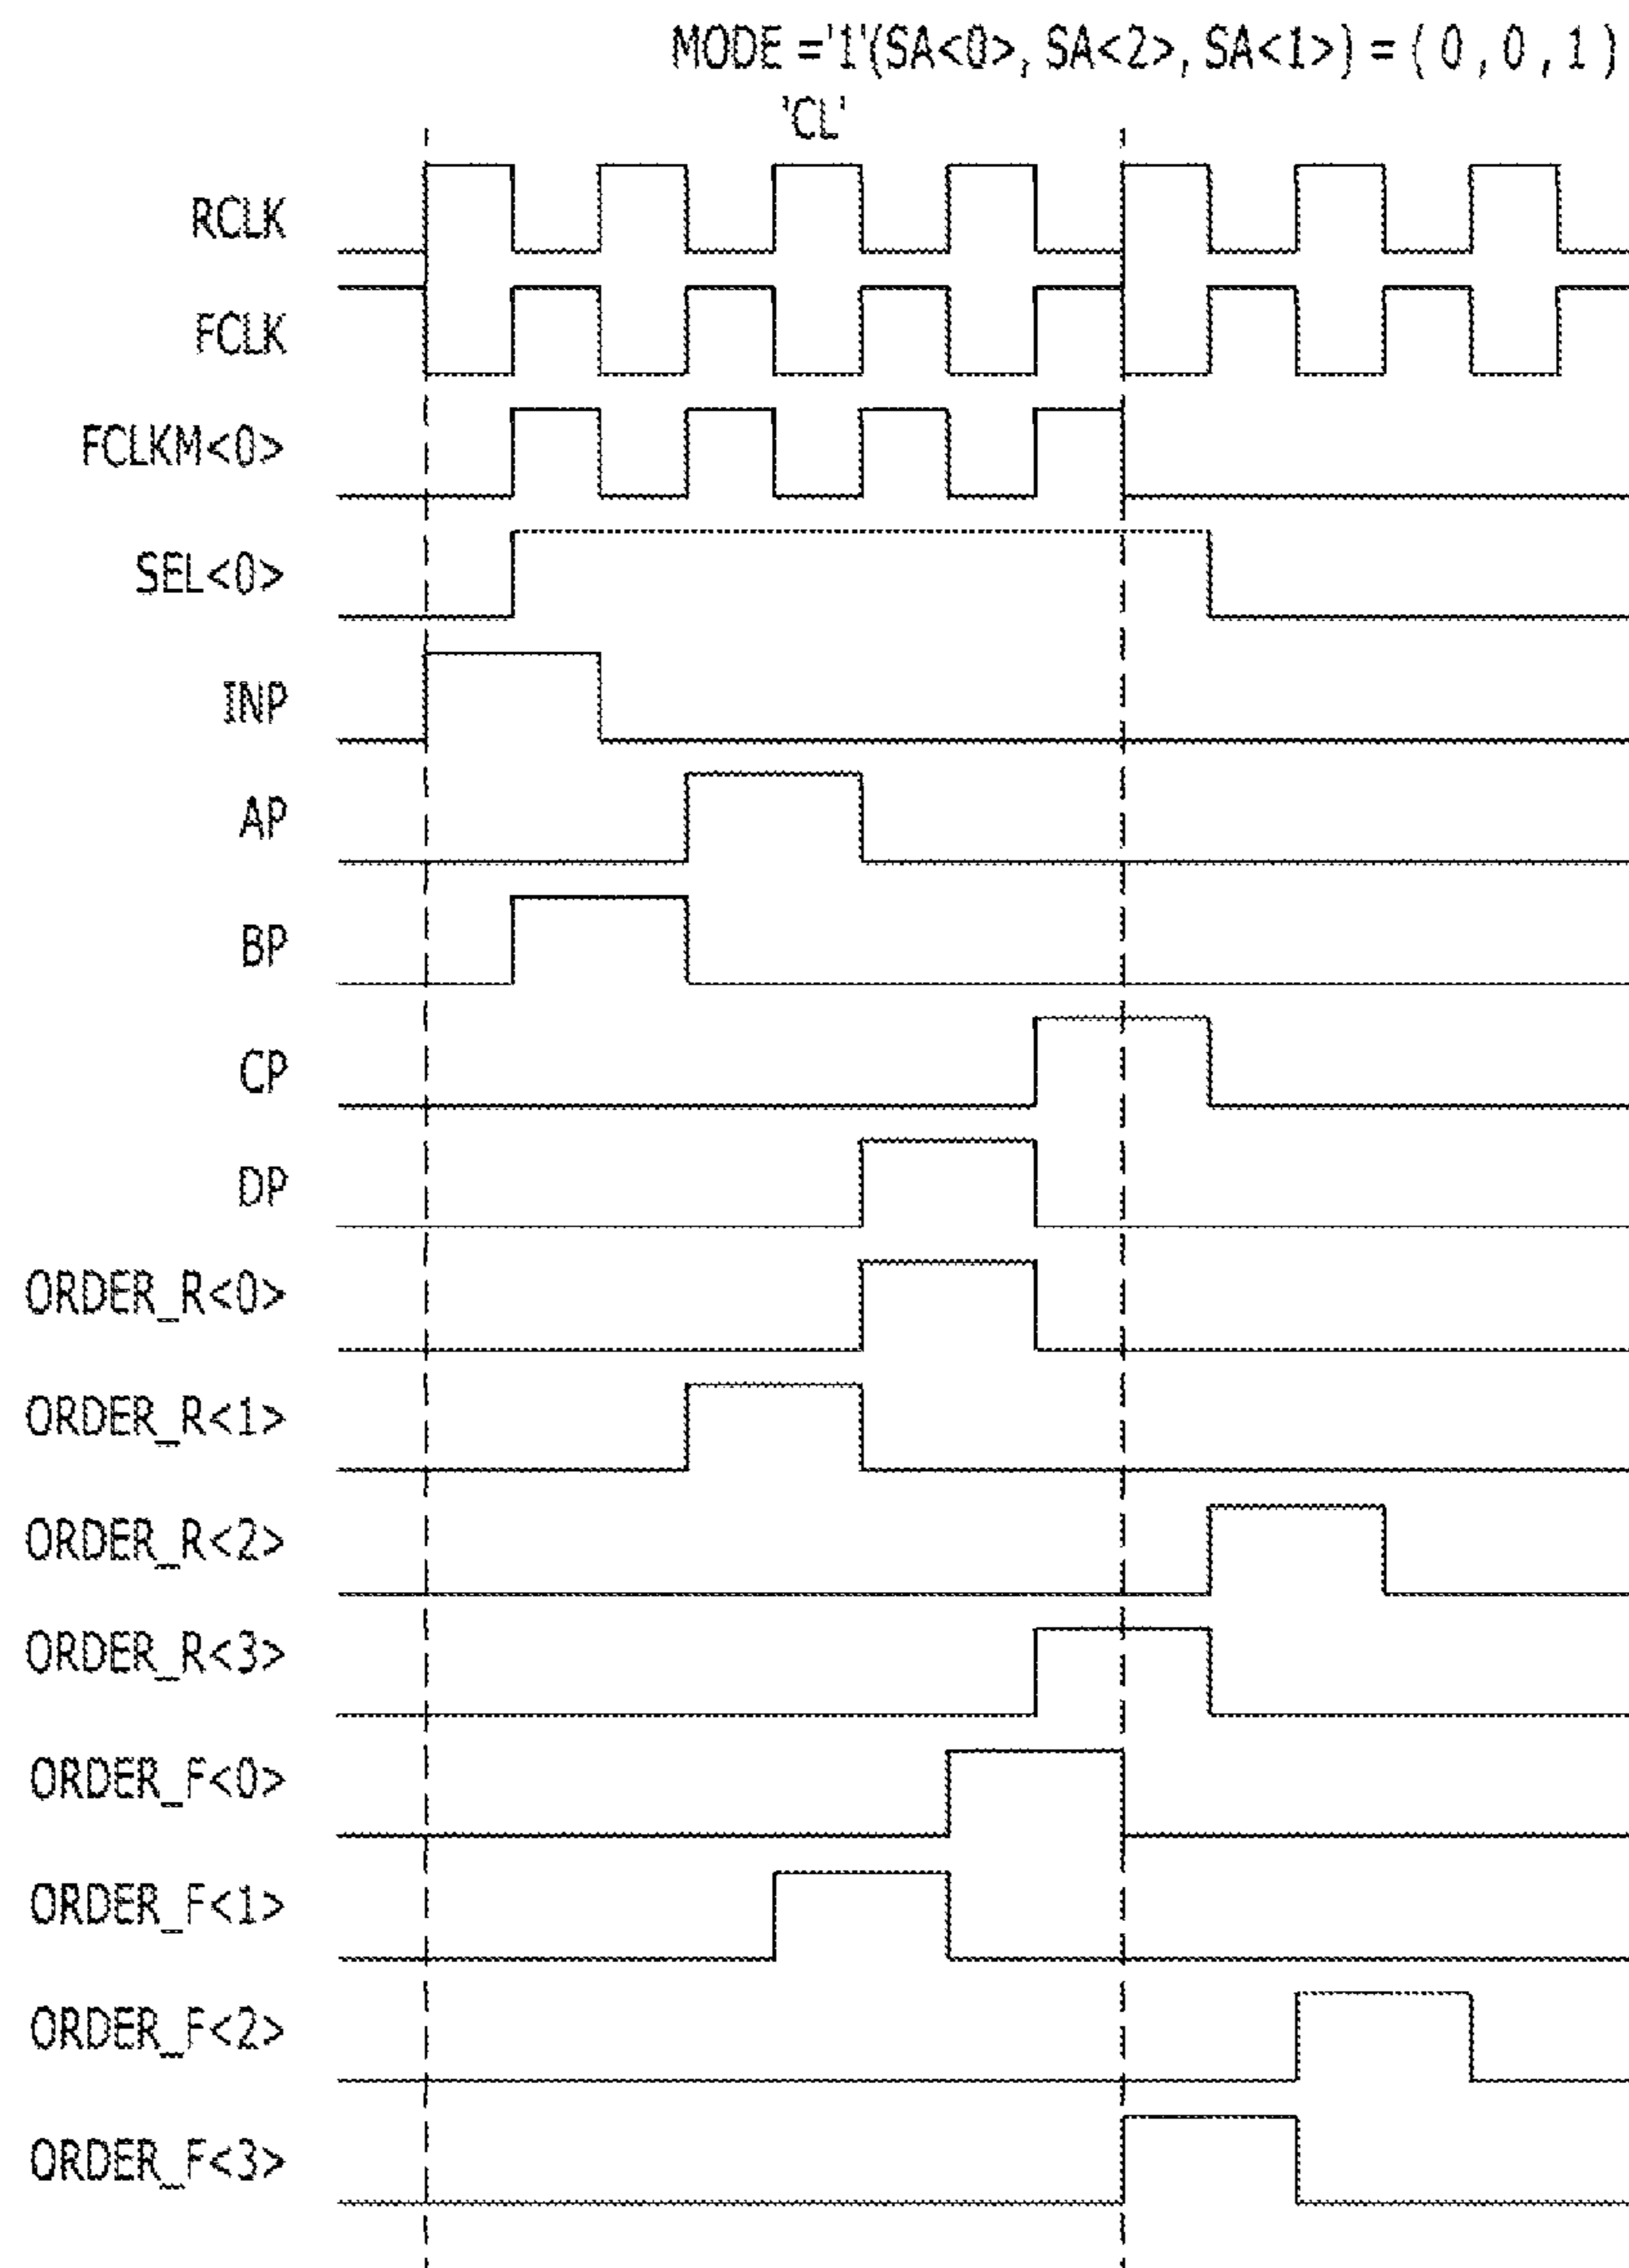 MODE ='1'(SA<0>, SA<2>, SA<1>) = ( 0 , 0 , 1 )
'CL'
RCLK
FCLK
FCLKM<0>
SEL<0>
INP
AP
BP
CP
DP
ORDER_R<0>
ORDER_R<1>
ORDER_R<2>
ORDER_R<3>
ORDER_F<0>
ORDER_F<1>
ORDER_F<2>
ORDER_F<3>